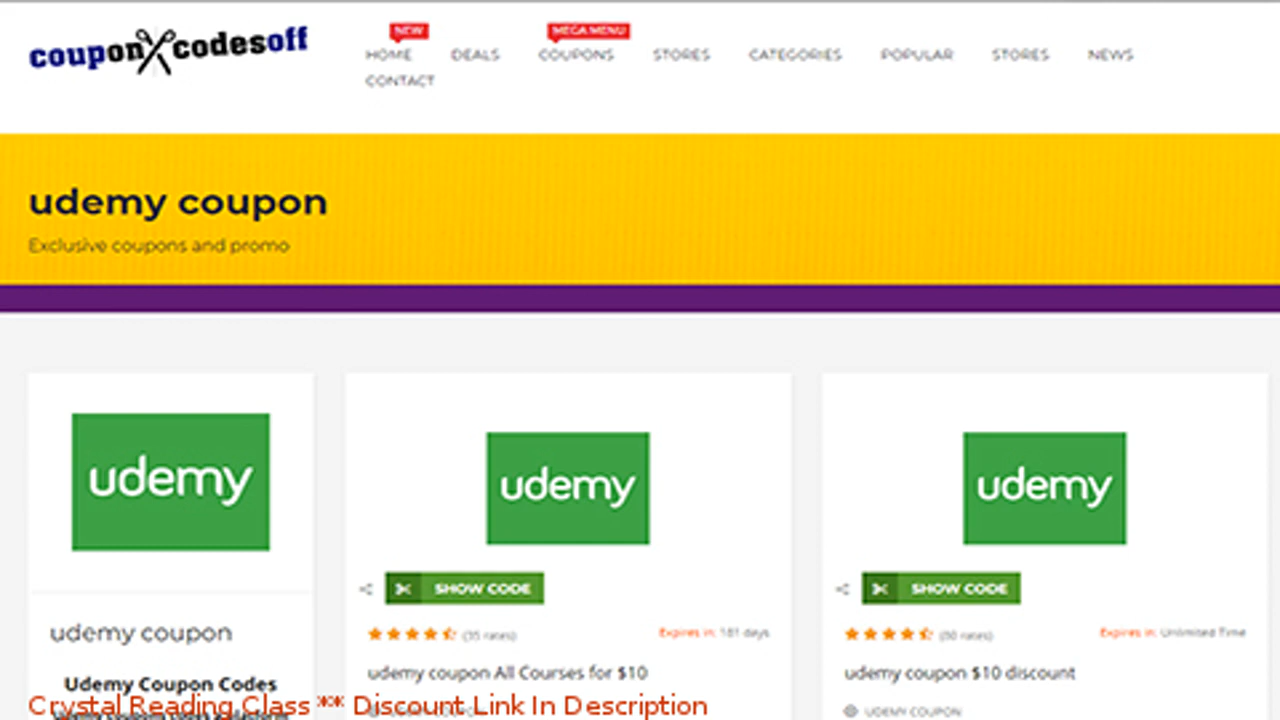 couponcodesoff
NEW
MEGA MENU
HOME DEALS COUPONS STORES CATEGORIES POPULAR STORES NEWS
CONTACT
udemy coupon
Exclusive coupons and promo
udemy
udemy
udemy
SHOW CODE
SHOW CODE
(35 rates)
Expires in: 181 days
Expires in: Unlimited Time
udemy coupon
udemy coupon All Courses for $10
udemy coupon $10 discount
Udemy Coupon Codes
Crystal Reading Class ** Discount Link In Description
UDEMY COUPON